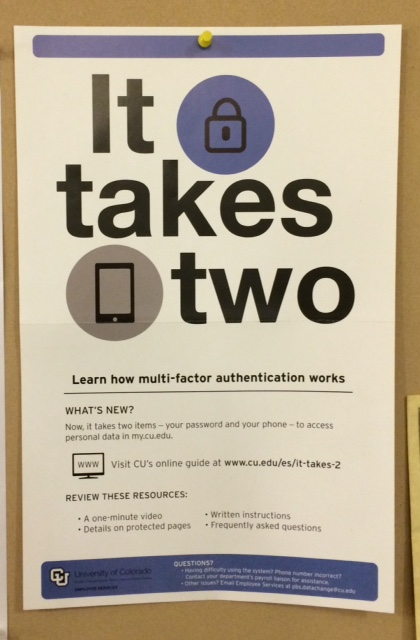 It
takes
two
Learn how multi-factor authentication works
WHAT'S NEW?
Now, it takes two items – your password and your phone – to access
personal data in my.cu.edu.
WWW
Visit CU's online guide at www.cu.edu/es/it-takes-2
REVIEW THESE RESOURCES:
• A one-minute video
• Details on protected pages
• Written instructions
• Frequently asked questions
CU
University of Colorado
EMPLOYEE SERVICES
QUESTIONS?
• Having difficulty using the system? Phone number incorrect?
Contact your department's payroll liaison for assistance.
• Other issues? Email Employee Services at